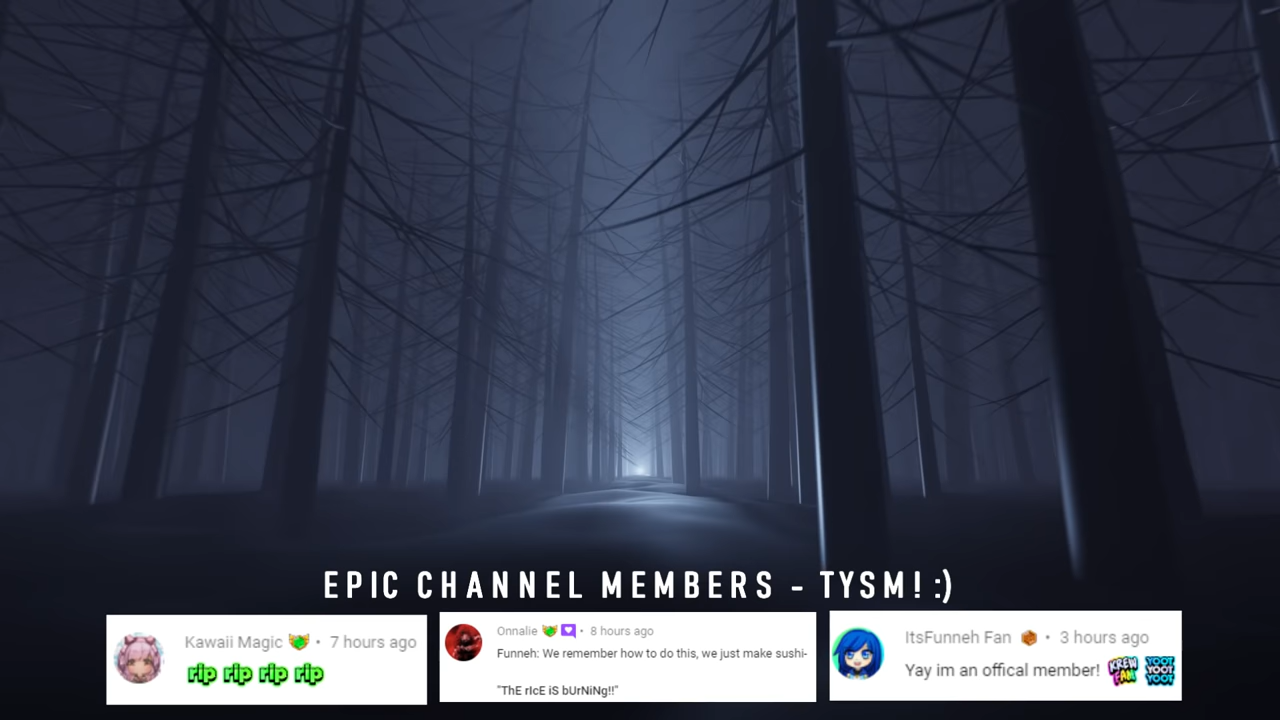 EPIC CHANNEL MEMBERS - TYSM! :)
Kawaii Magic • 7 hours ago
rip rip rip rip
Onnalie • 8 hours ago
Funneh: We remember how to do this, we just make sushi-
"ThE rIcE iS bUrNiNg!!"
ItsFunneh Fan • 3 hours ago
Yay im an offical member! KREW FAM YOOT YOOT YOOT